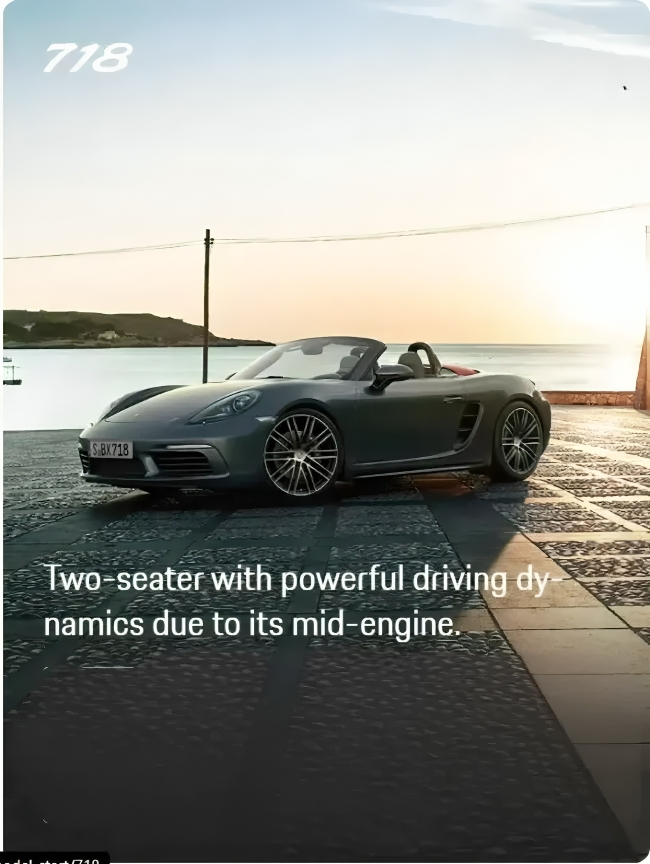 718
S:BX718
Two-seater with powerful driving dy-
namics due to its mid-engine.